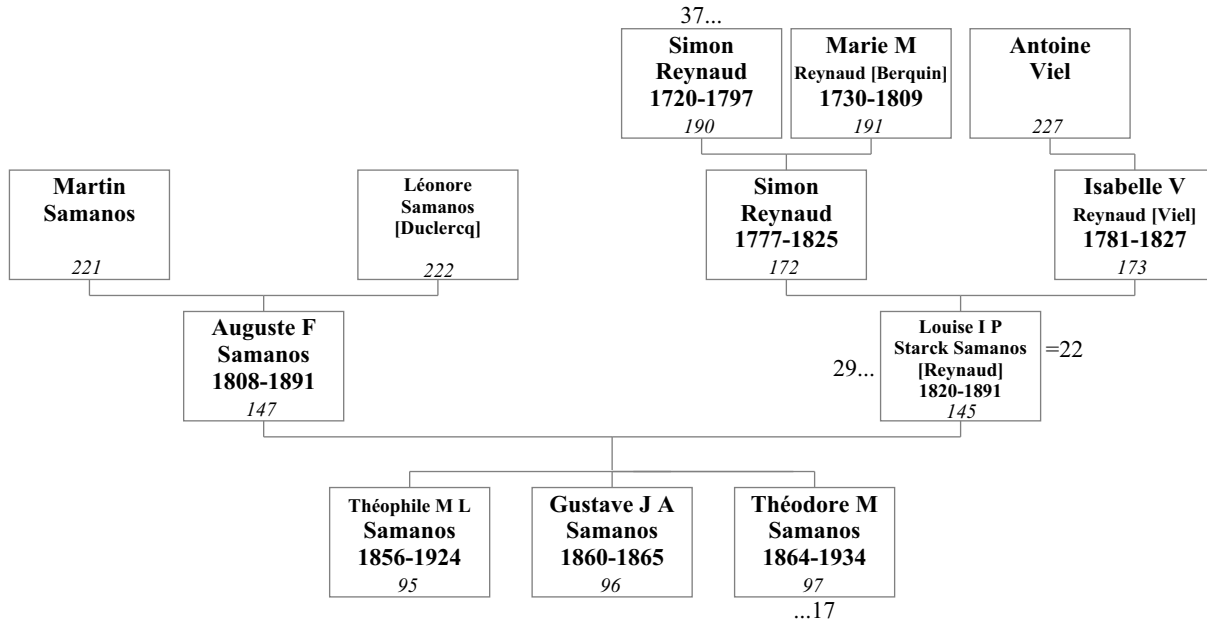 37...
Simon
Reynaud
1720-1797
190
Marie M
Reynaud [Berquin]
1730-1809
191
Antoine
Viel
227
Martin
Samanos
221
Léonore
Samanos
[Duclercq]
222
Simon
Reynaud
1777-1825
172
Isabelle V
Reynaud [Viel]
1781-1827
173
Auguste F
Samanos
1808-1891
147
29...
Louise I P
Starck Samanos
[Reynaud]
1820-1891
145
=22
Théophile M L
Samanos
1856-1924
95
Gustave J A
Samanos
1860-1865
96
Théodore M
Samanos
1864-1934
97
...17